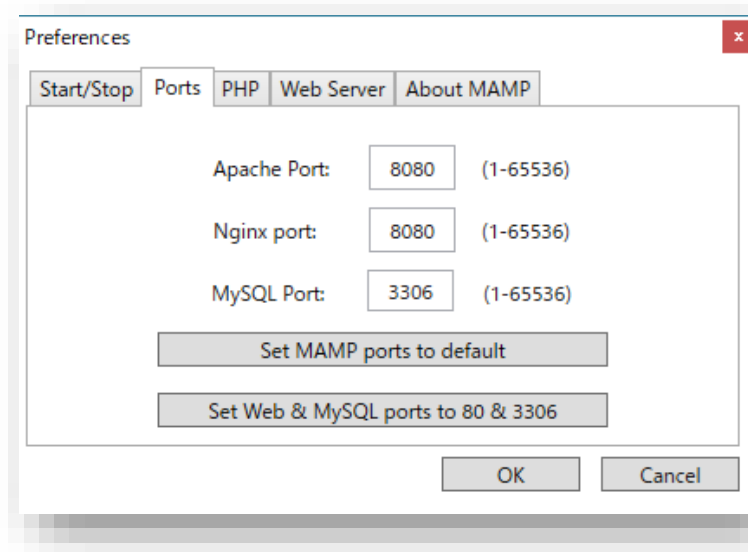 Preferences
x
Start/Stop Ports PHP Web Server About MAMP
Apache Port: 8080 (1-65536)
Nginx port: 8080 (1-65536)
MySQL Port: 3306 (1-65536)
Set MAMP ports to default
Set Web & MySQL ports to 80 & 3306
OK Cancel